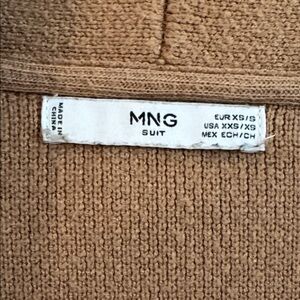 MADE IN
CHINA
MNG
SUIT
EUR XS/S
USA XXS/XS
MEX ECH/CH